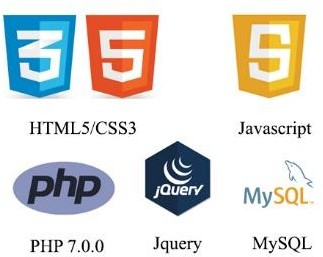 3 5 5
HTML5/CSS3 Javascript
php jQuery MySQL
PHP 7.0.0 Jquery MySQL